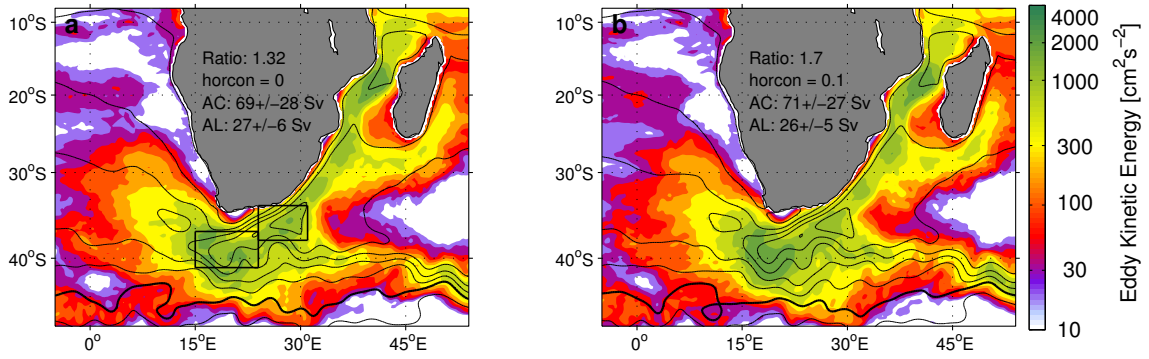 a
Ratio: 1.32
horcon = 0
AC: 69+/−28 Sv
AL: 27+/−6 Sv
10°S
20°S
30°S
40°S
0°
15°E
30°E
45°E
b
Ratio: 1.7
horcon = 0.1
AC: 71+/−27 Sv
AL: 26+/−5 Sv
10°S
20°S
30°S
40°S
0°
15°E
30°E
45°E
4000
2000
1000
300
100
30
10
Eddy Kinetic Energy [cm²s⁻²]